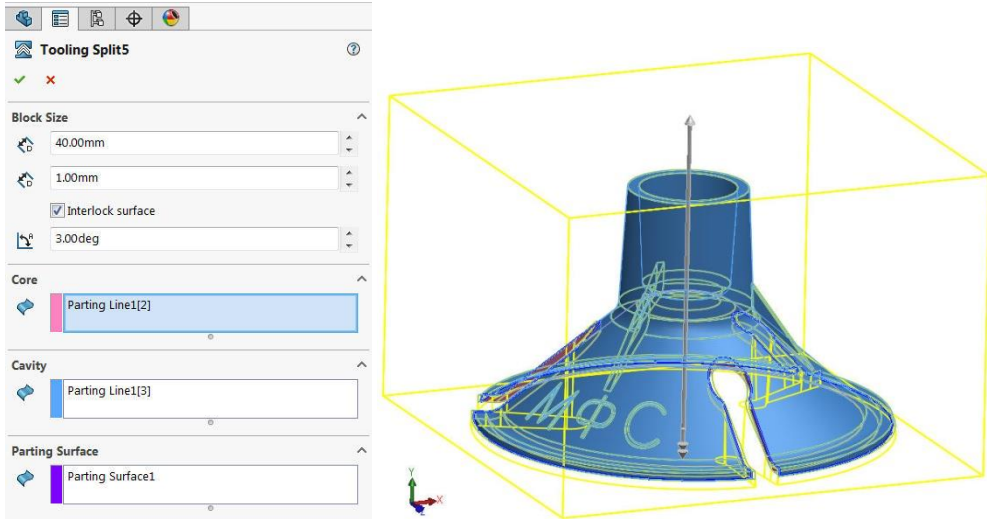 Tooling Split5
Block Size
40.00mm
1.00mm
Interlock surface
3.00deg
Core
Parting Line1[2]
Cavity
Parting Line1[3]
Parting Surface
Parting Surface1
МФС
Y
X
Z